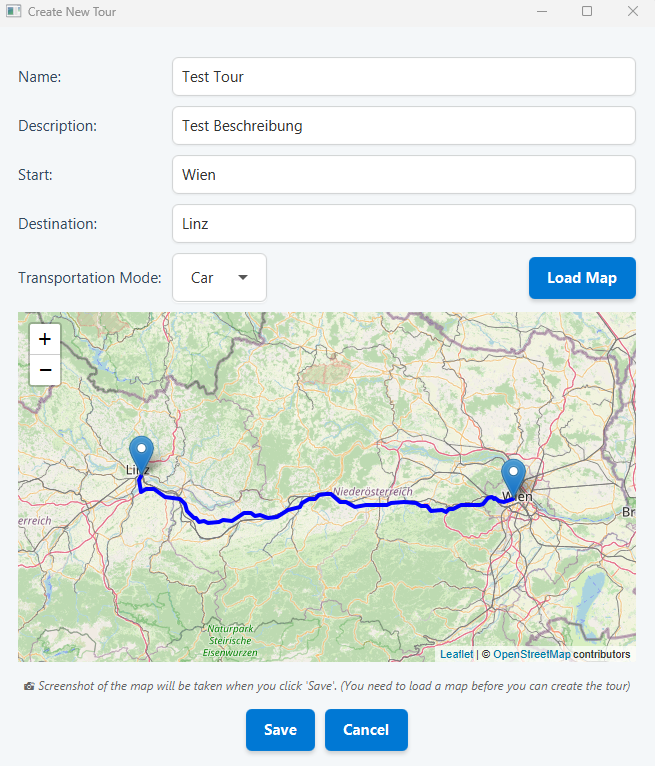 Create New Tour
Name:
Test Tour
Description:
Test Beschreibung
Start:
Wien
Destination:
Linz
Transportation Mode:
Car
Load Map
+
−
Linz
Niederösterreich
Wien
erreich
Br
Naturpark
Steirische
Eisenwurzen
Leaflet | © OpenStreetMap contributors
Screenshot of the map will be taken when you click 'Save'. (You need to load a map before you can create the tour)
Save
Cancel